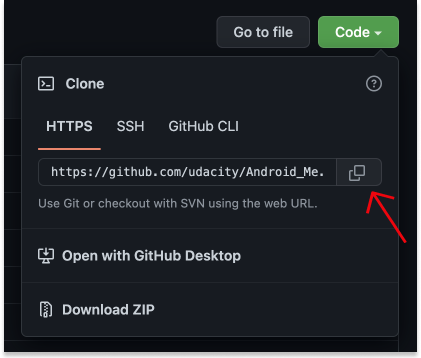 Go to file
Code
Clone
HTTPS SSH GitHub CLI
https://github.com/udacity/Android_Me.
Use Git or checkout with SVN using the web URL.
Open with GitHub Desktop
Download ZIP